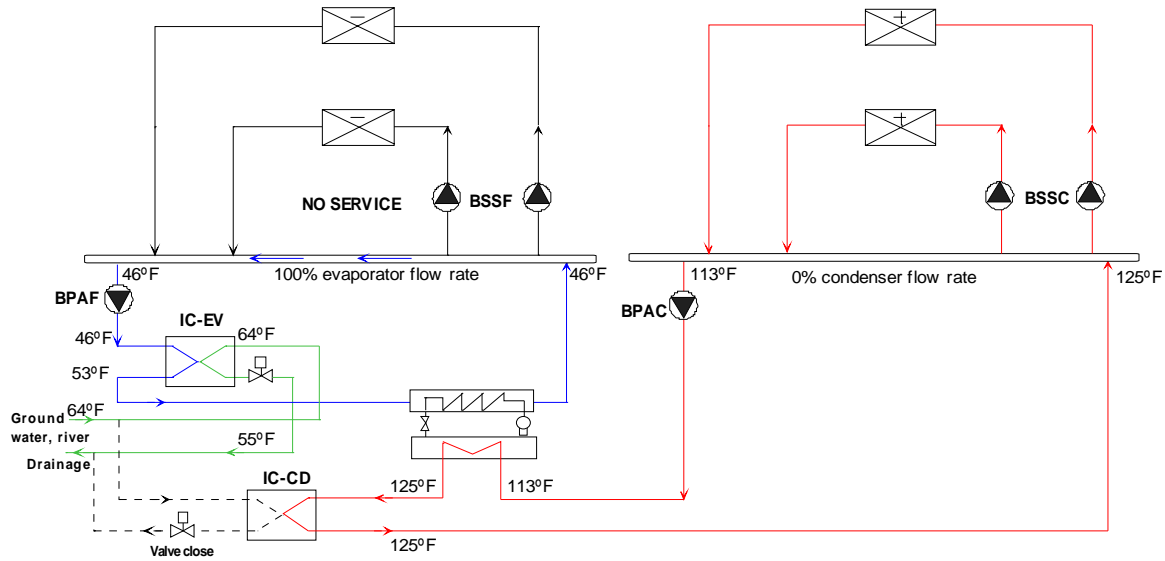 −
+
−
+
NO SERVICE
BSSF
BSSC
46ºF
100% evaporator flow rate
46ºF
113ºF
0% condenser flow rate
125ºF
BPAF
BPAC
IC-EV
46ºF
64ºF
53ºF
64ºF
Ground
water, river
55ºF
Drainage
IC-CD
125ºF
113ºF
125ºF
Valve close